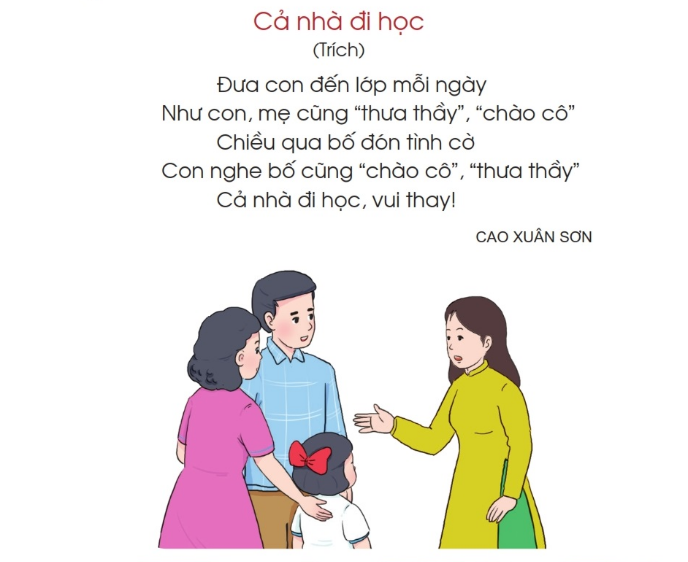 Cả nhà đi học
(Trích)
Đưa con đến lớp mỗi ngày
Như con, mẹ cũng “thưa thầy”, “chào cô”
Chiều qua bố đón tình cờ
Con nghe bố cũng “chào cô”, “thưa thầy”
Cả nhà đi học, vui thay!
CAO XUÂN SƠN